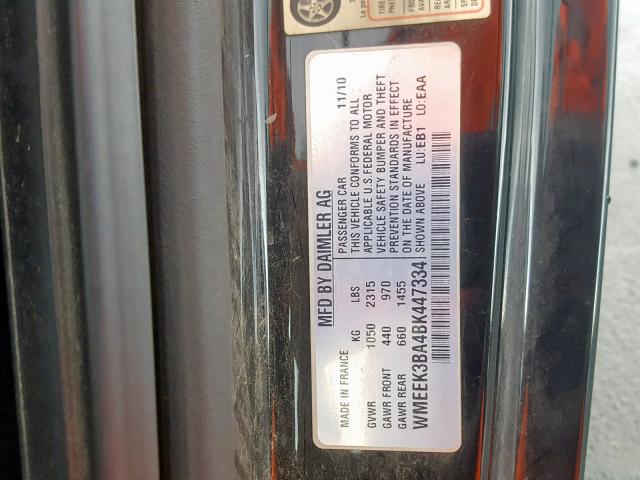 MFD BY DAIMLER AG
MADE IN FRANCE
PASSENGER CAR 11/10
KG LBS
GVWR 1050 2315
GAWR FRONT 440 970
GAWR REAR 660 1455
THIS VEHICLE CONFORMS TO ALL
APPLICABLE U.S. FEDERAL MOTOR
VEHICLE SAFETY BUMPER AND THEFT
PREVENTION STANDARDS IN EFFECT
ON THE DATE OF MANUFACTURE
SHOWN ABOVE LU:EB1 LO:EAA
WMEEK3BA4BK447334
TIRE